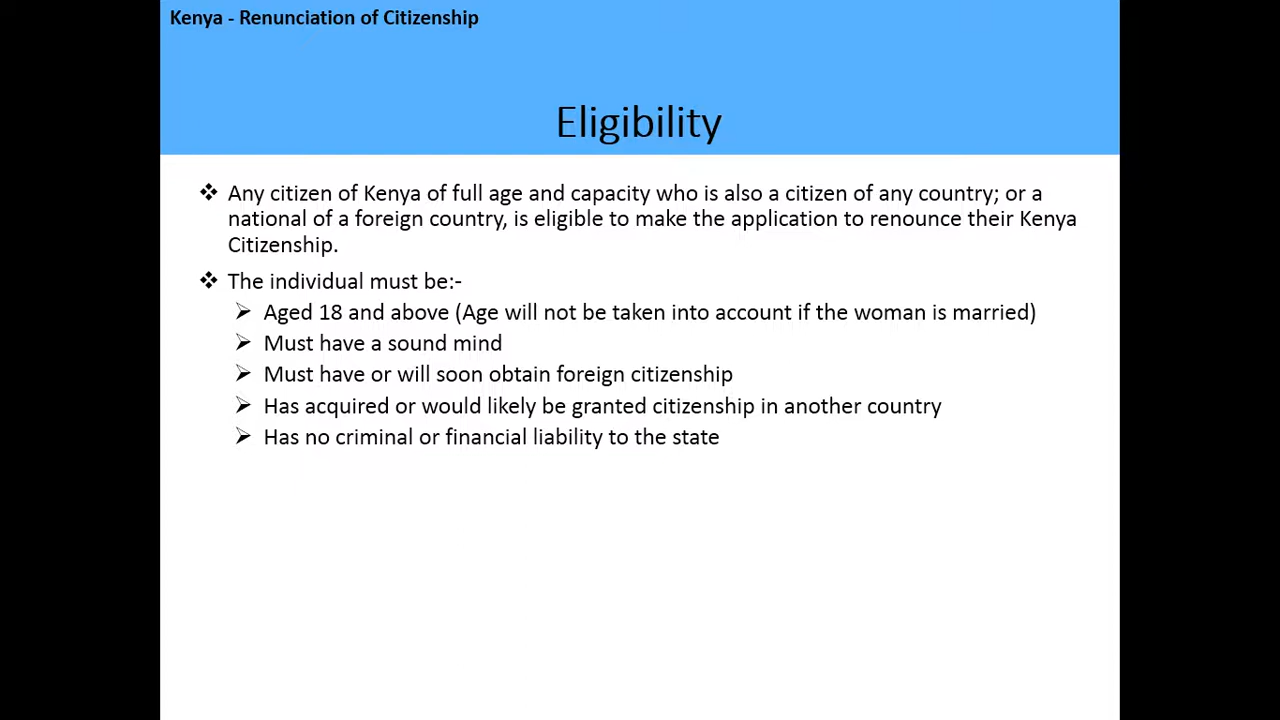 Kenya - Renunciation of Citizenship
Eligibility
❖ Any citizen of Kenya of full age and capacity who is also a citizen of any country; or a
national of a foreign country, is eligible to make the application to renounce their Kenya
Citizenship.
❖ The individual must be:-
➢ Aged 18 and above (Age will not be taken into account if the woman is married)
➢ Must have a sound mind
➢ Must have or will soon obtain foreign citizenship
➢ Has acquired or would likely be granted citizenship in another country
➢ Has no criminal or financial liability to the state